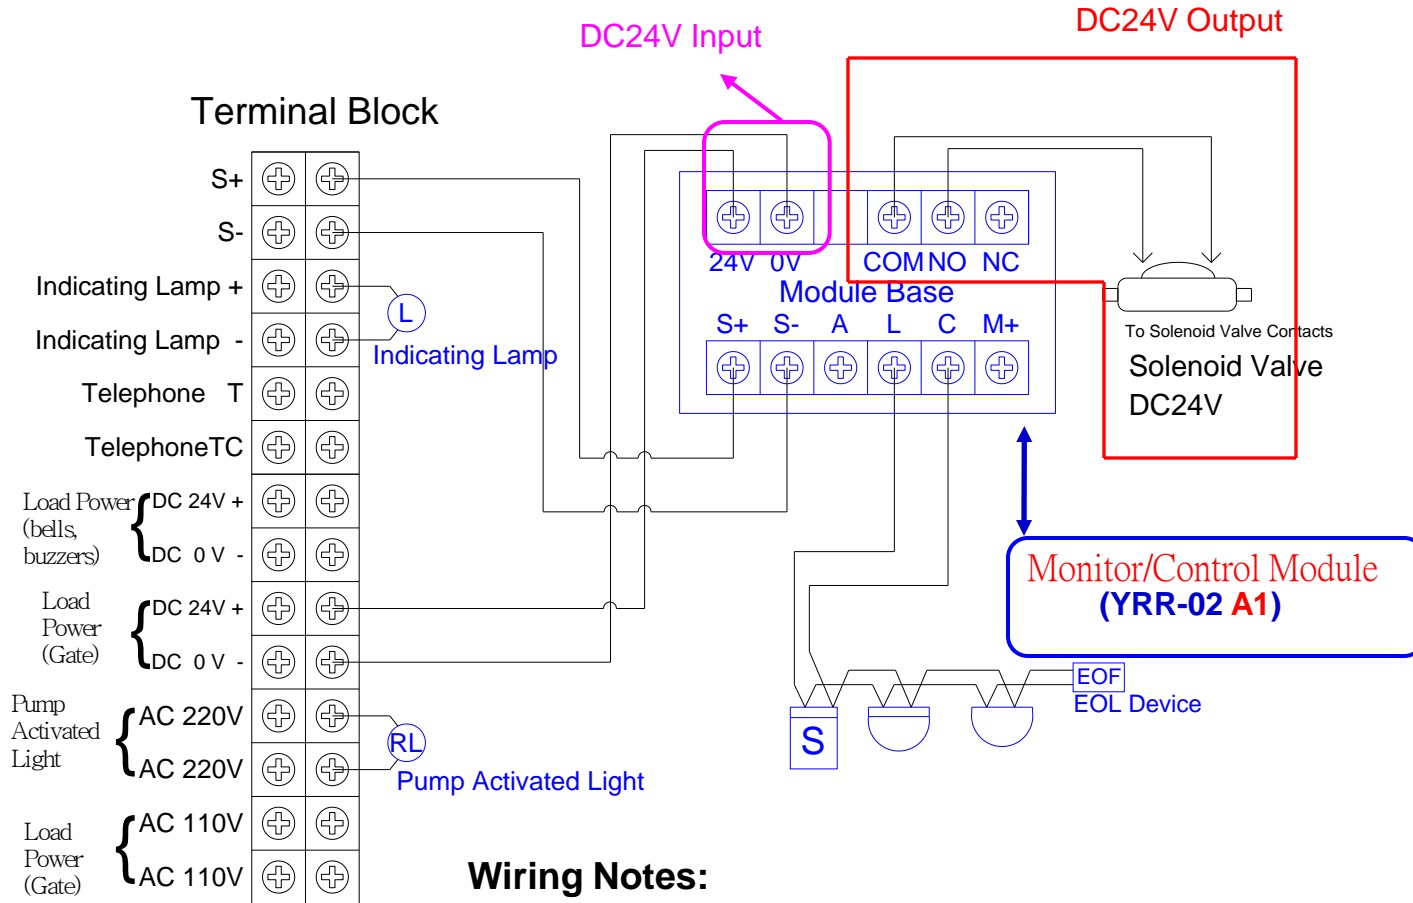 DC24V Input
DC24V Output
Terminal Block
S+
S-
Indicating Lamp +
Indicating Lamp -
Telephone T
TelephoneTC
Load Power
(bells,
buzzers)
DC 24V +
DC 0 V -
Load
Power
(Gate)
DC 24V +
DC 0 V -
Pump
Activated
Light
AC 220V
AC 220V
Load
Power
(Gate)
AC 110V
AC 110V
L
Indicating Lamp
RL
Pump Activated Light
24V 0V COM NO NC
Module Base
S+ S- A L C M+
To Solenoid Valve Contacts
Solenoid Valve
DC24V
Monitor/Control Module
(YRR-02 A1)
EOF
EOL Device
S
Wiring Notes: